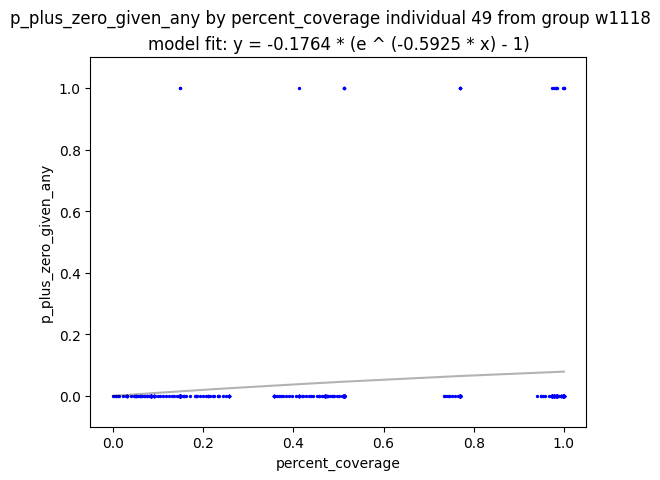 p_plus_zero_given_any by percent_coverage individual 49 from group w1118
model fit: y = -0.1764 * (e ^ (-0.5925 * x) - 1)
1.0
0.8
0.6
0.4
0.2
0.0
p_plus_zero_given_any
0.0 0.2 0.4 0.6 0.8 1.0
percent_coverage